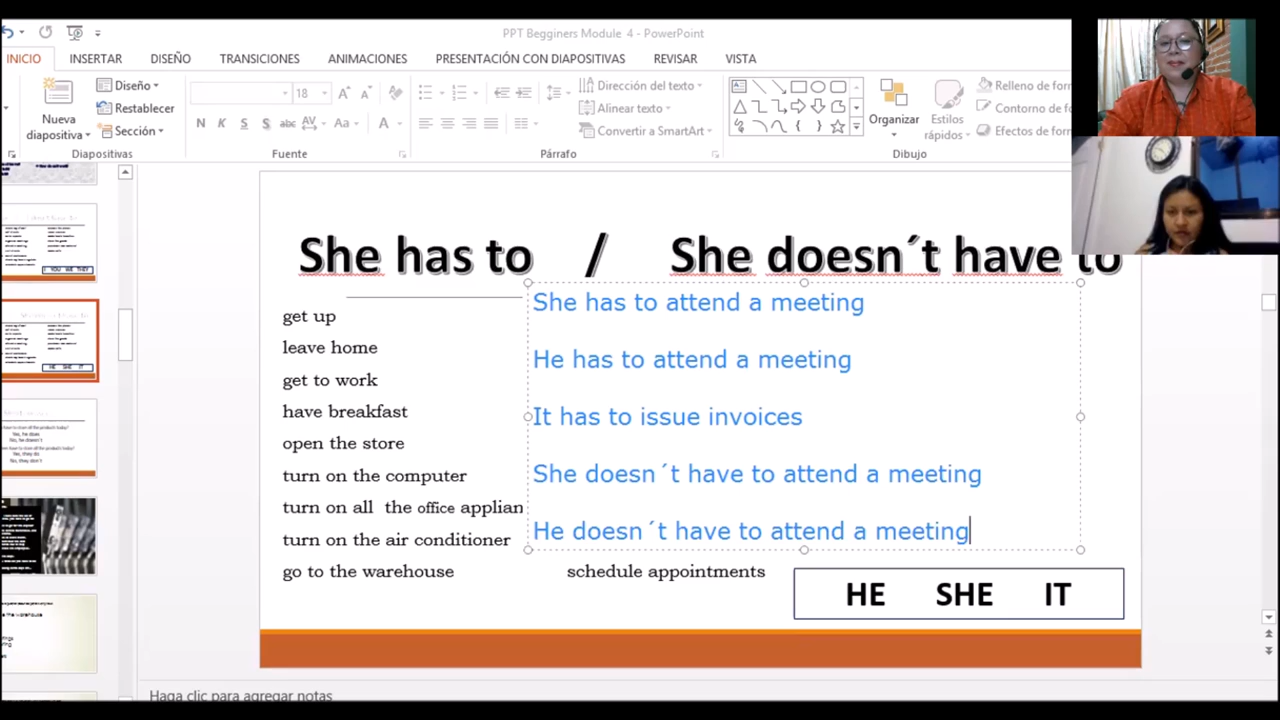 PPT Begginers Module 4 - PowerPoint
INICIO INSERTAR DISEÑO TRANSICIONES ANIMACIONES PRESENTACIÓN CON DIAPOSITIVAS REVISAR VISTA
Nueva diapositiva
Diseño
Restablecer
Sección
Diapositivas
18
N K S S abc AV Aa A
Fuente
Dirección del texto
Alinear texto
Convertir a SmartArt
Párrafo
Organizar
Estilos rápidos
Relleno de for
Contorno de fo
Efectos de form
Dibujo
She has to / She doesn´t have to
get up
leave home
get to work
have breakfast
open the store
turn on the computer
turn on all the office applian
turn on the air conditioner
go to the warehouse
She has to attend a meeting
He has to attend a meeting
It has to issue invoices
She doesn´t have to attend a meeting
He doesn´t have to attend a meeting
schedule appointments
HE SHE IT
Haga clic para agregar notas